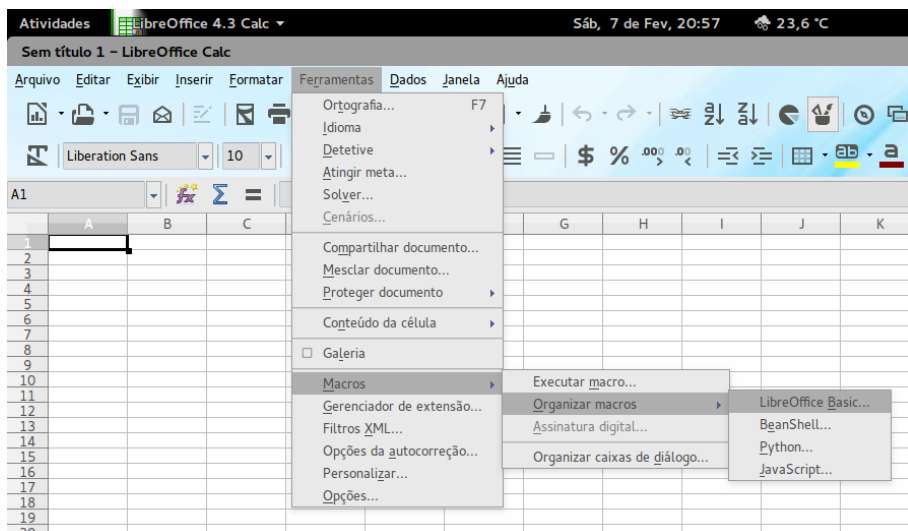 Atividades LibreOffice 4.3 Calc Sáb, 7 de Fev, 20:57 23,6 °C
Sem título 1 - LibreOffice Calc
Arquivo Editar Exibir Inserir Formatar Ferramentas Dados Janela Ajuda
Liberation Sans 10
A1
A B C G H I J K
1
2
3
4
5
6
7
8
9
10
11
12
13
14
15
16
17
18
19
Ortografia... F7
Idioma
Detetive
Atingir meta...
Solver...
Cenários...
Compartilhar documento...
Mesclar documento...
Proteger documento
Conteúdo da célula
Galeria
Macros
Gerenciador de extensão...
Filtros XML...
Opções da autocorreção...
Personalizar...
Opções...
Executar macro...
Organizar macros
Assinatura digital...
Organizar caixas de diálogo...
LibreOffice Basic...
BeanShell...
Python...
JavaScript...